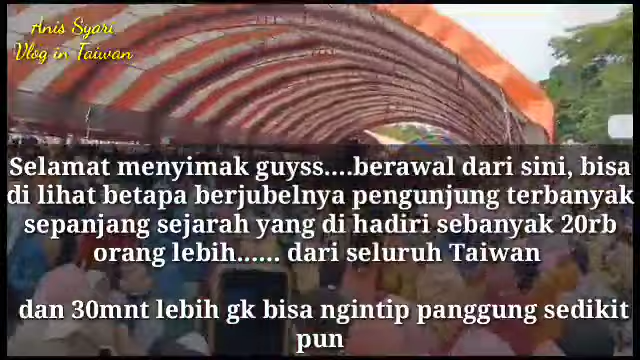 Anis Syari
Vlog in Taiwan
Selamat menyimak guyss....berawal dari sini, bisa
di lihat betapa berjubelnya pengunjung terbanyak
sepanjang sejarah yang di hadiri sebanyak 20rb
orang lebih...... dari seluruh Taiwan
dan 30mnt lebih gk bisa ngintip panggung sedikit
pun